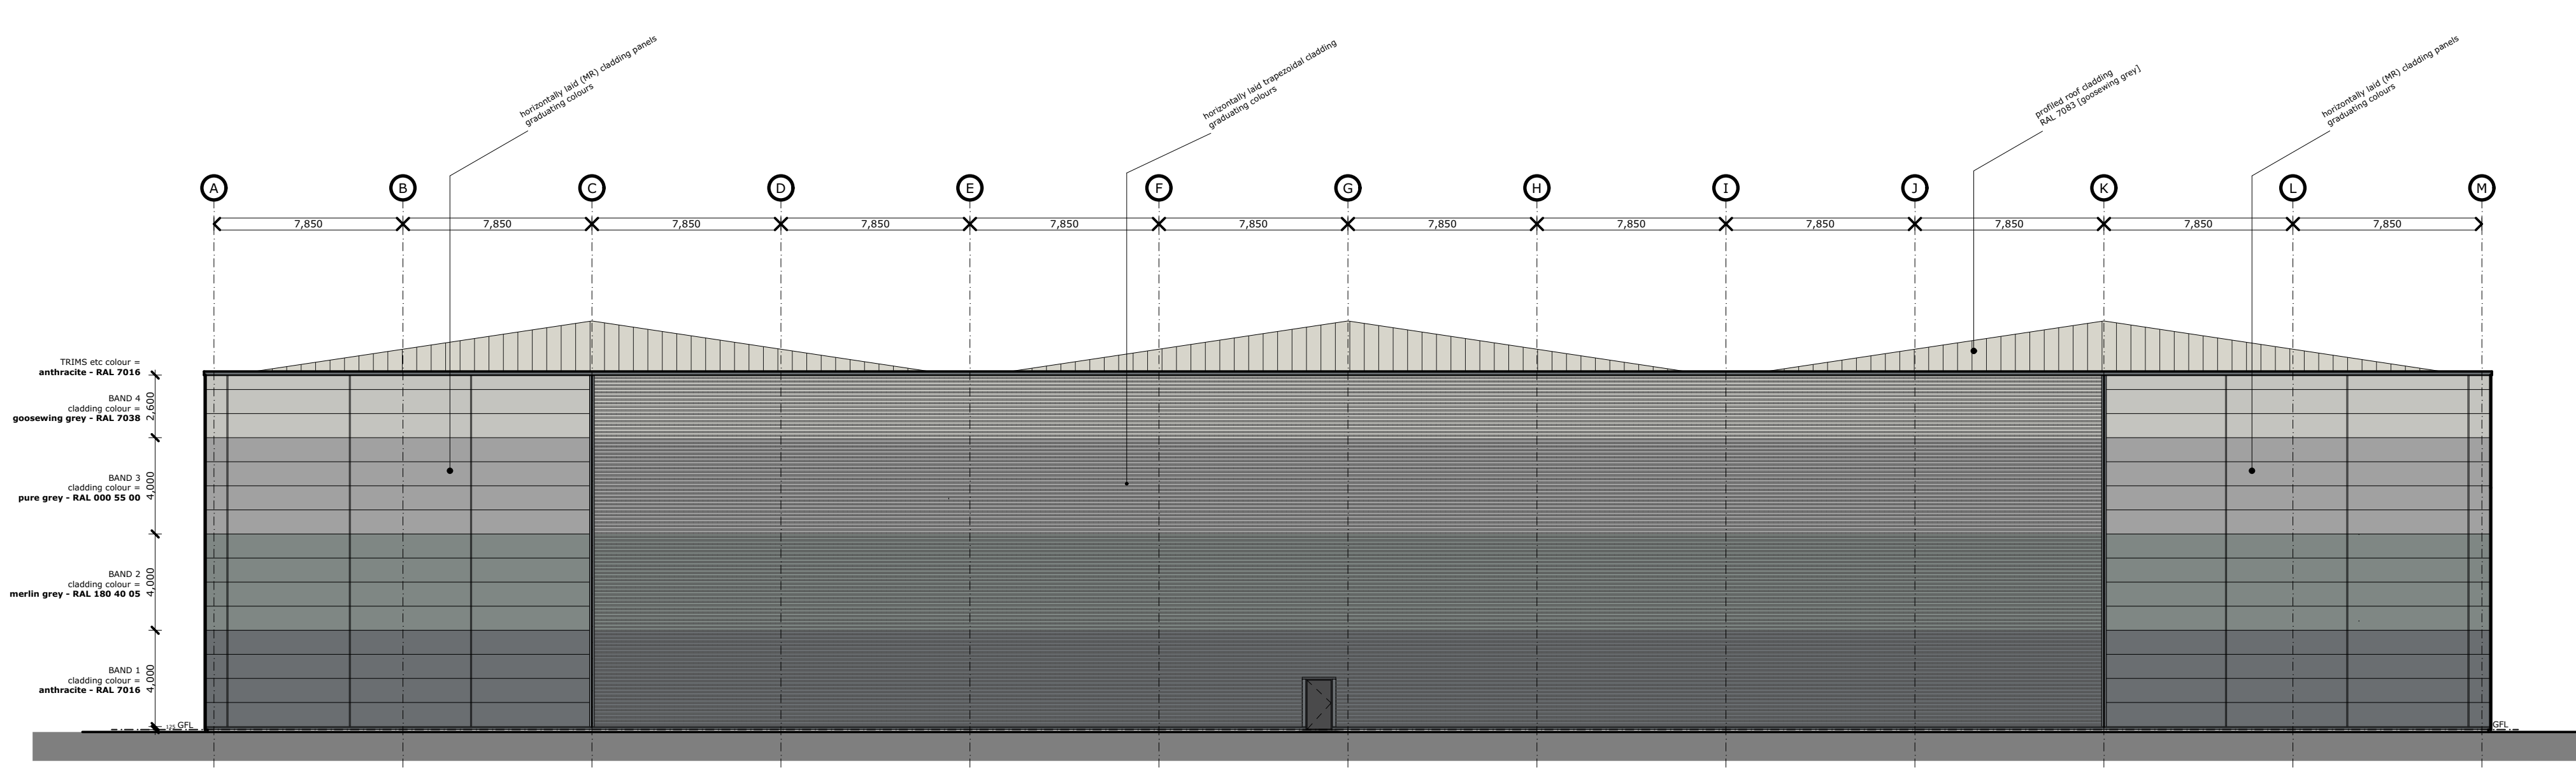 horizontally laid (MR) cladding panels
graduating colours
horizontally laid trapezoidal cladding
graduating colours
profiled roof cladding
RAL 7083 [goosewing grey]
horizontally laid (MR) cladding panels
graduating colours
A B C D E F G H I J K L M
7,850 7,850 7,850 7,850 7,850 7,850 7,850 7,850 7,850 7,850 7,850 7,850
TRIMS etc colour =
anthracite - RAL 7016
BAND 4
cladding colour =
goosewing grey - RAL 7038
2,600
BAND 3
cladding colour =
pure grey - RAL 000 55 00
4,000
BAND 2
cladding colour =
merlin grey - RAL 180 40 05
4,000
BAND 1
cladding colour =
anthracite - RAL 7016
4,000
125 GFL
GFL